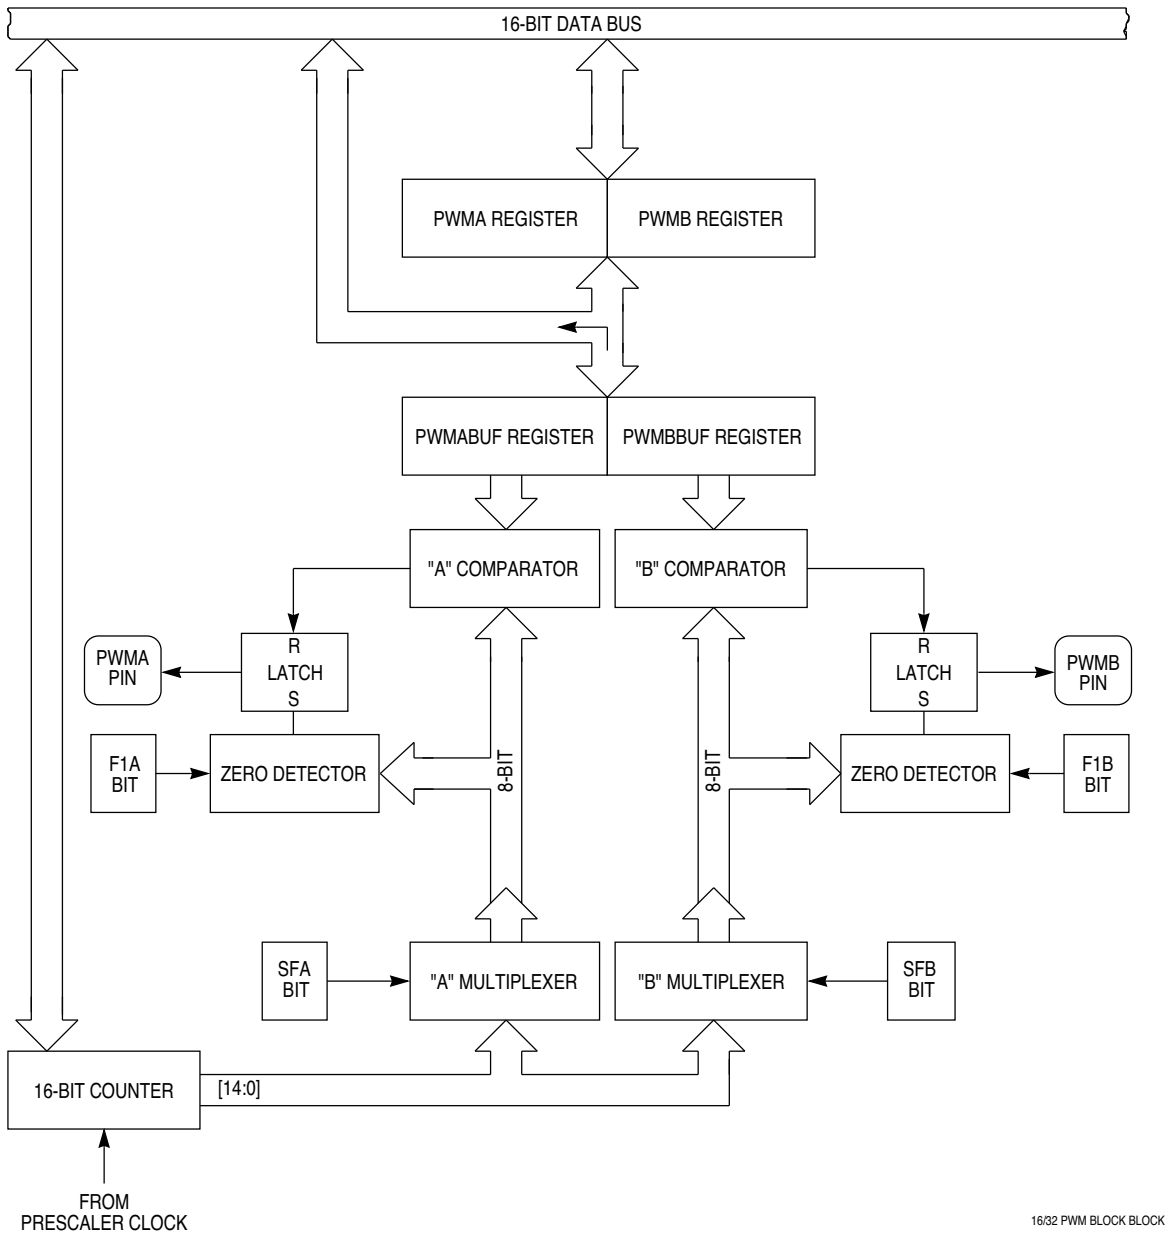 16-BIT DATA BUS
PWMA REGISTER
PWMB REGISTER
PWMABUF REGISTER
PWMBBUF REGISTER
"A" COMPARATOR
"B" COMPARATOR
PWMA
PIN
R
LATCH
S
R
LATCH
S
PWMB
PIN
F1A
BIT
ZERO DETECTOR
8-BIT
8-BIT
ZERO DETECTOR
F1B
BIT
SFA
BIT
"A" MULTIPLEXER
"B" MULTIPLEXER
SFB
BIT
16-BIT COUNTER
[14:0]
FROM
PRESCALER CLOCK
16/32 PWM BLOCK BLOCK